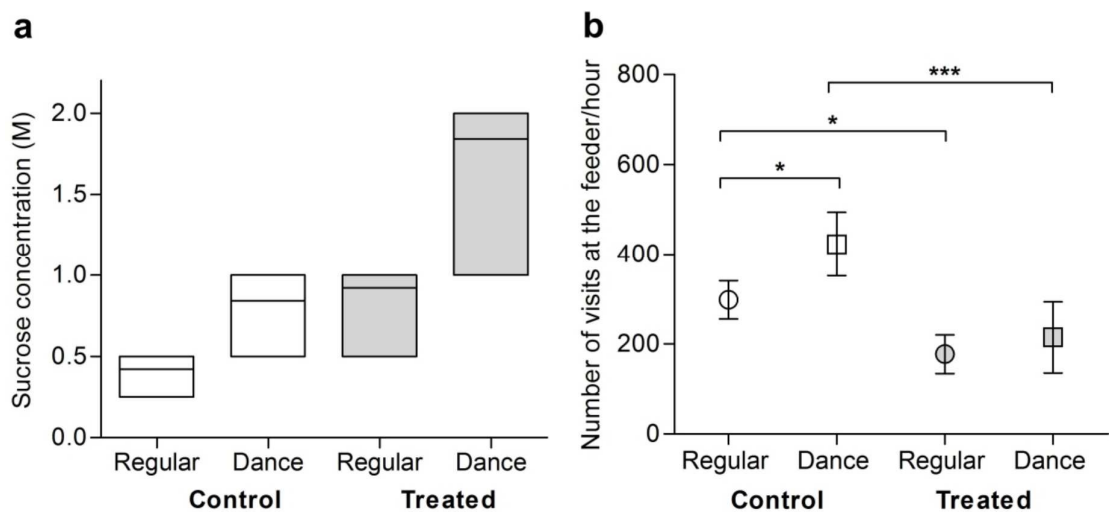 a
Sucrose concentration (M)
2.0
1.5
1.0
0.5
0.0
Regular Dance Regular Dance
Control Treated
b
Number of visits at the feeder/hour
800
600
400
200
0
***
*
*
Regular Dance Regular Dance
Control Treated